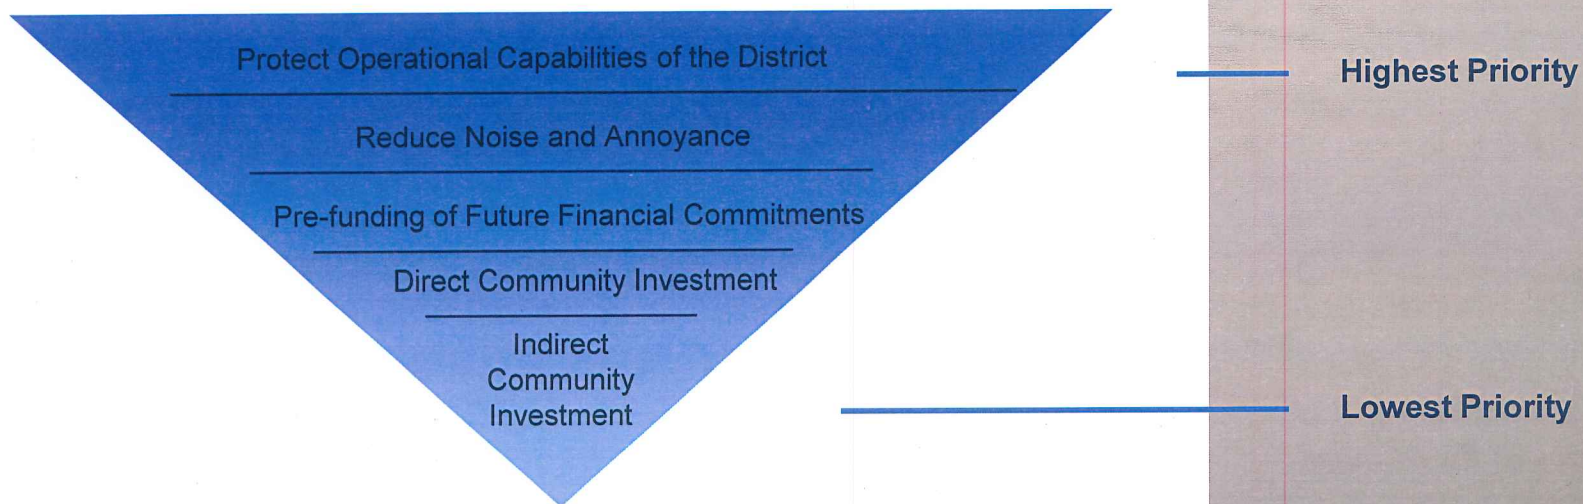 Protect Operational Capabilities of the District
Highest Priority
Reduce Noise and Annoyance
Pre-funding of Future Financial Commitments
Direct Community Investment
Indirect
Community
Investment
Lowest Priority